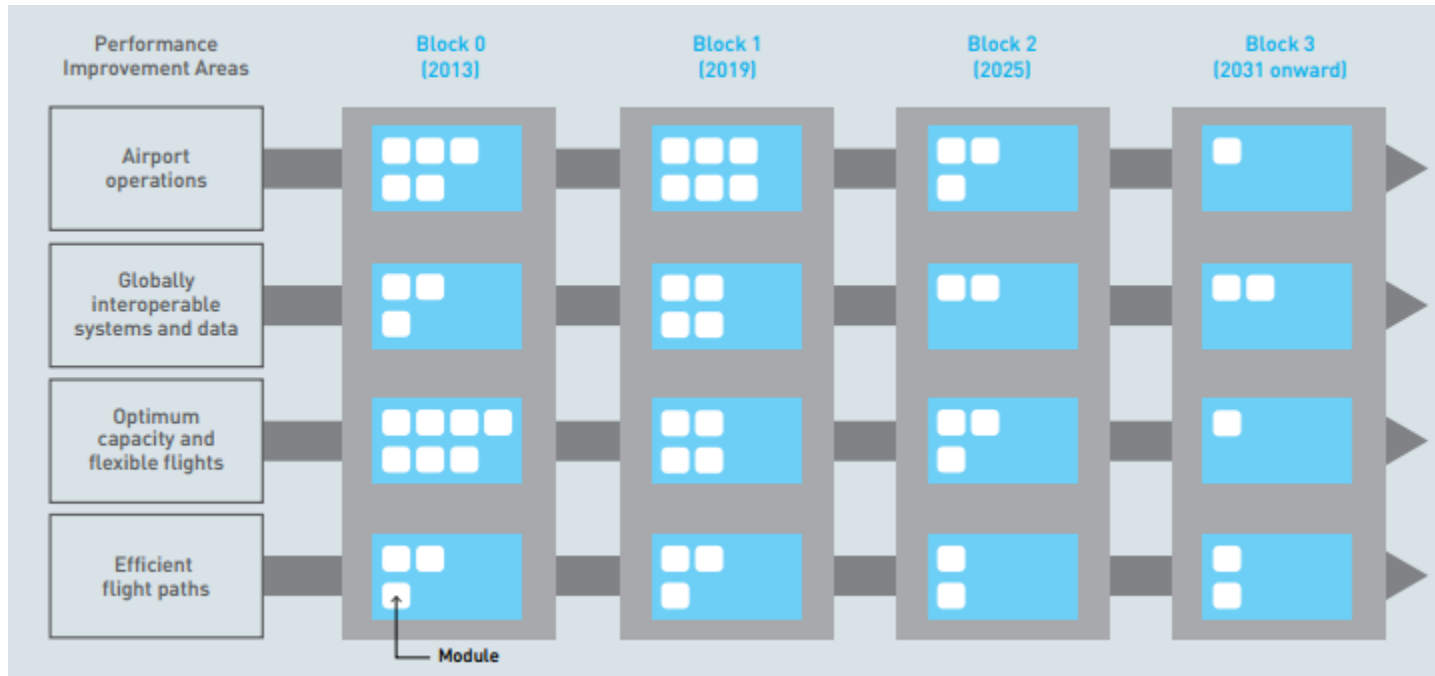 Performance
Improvement Areas
Block 0
(2013)
Block 1
(2019)
Block 2
(2025)
Block 3
(2031 onward)
Airport
operations
Globally
interoperable
systems and data
Optimum
capacity and
flexible flights
Efficient
flight paths
Module